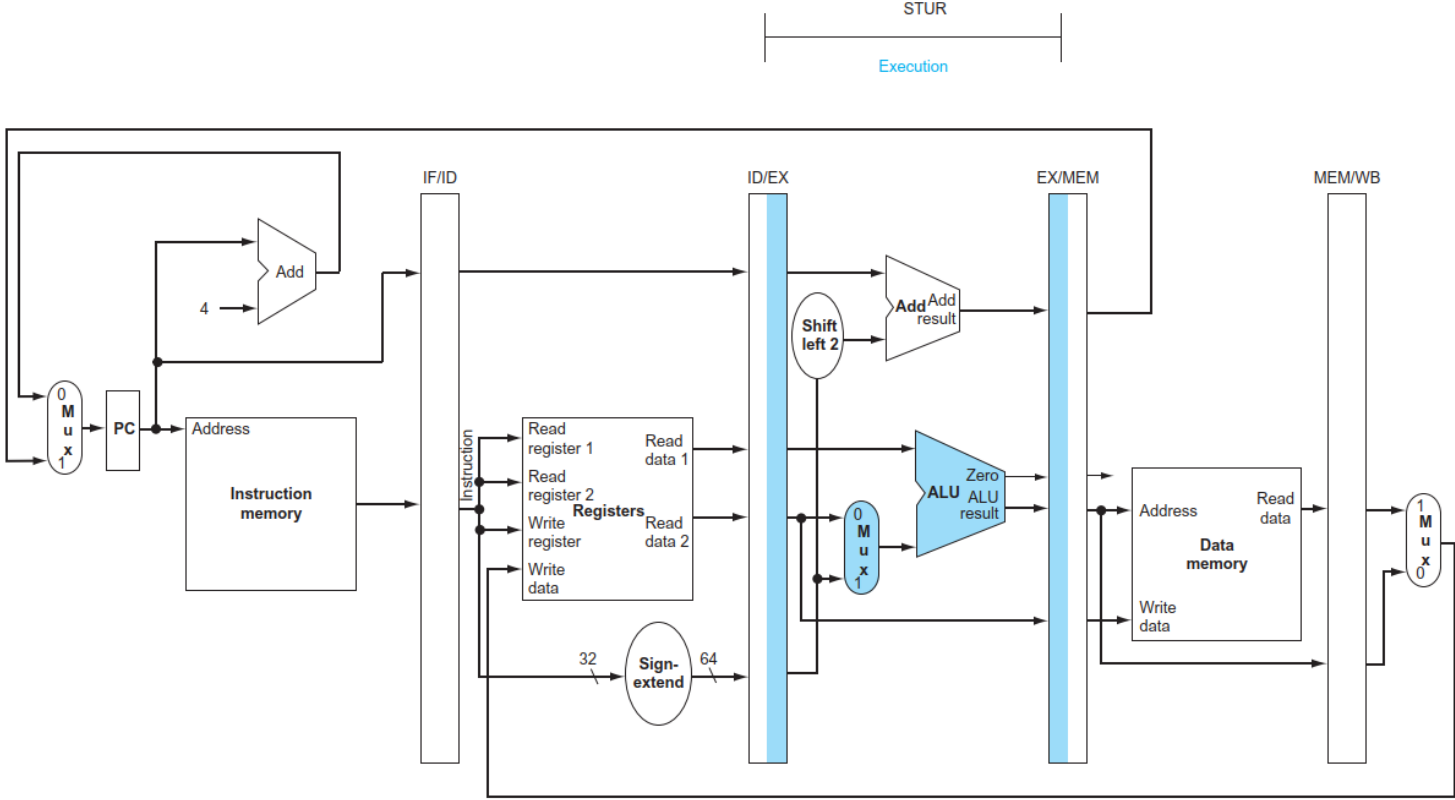 STUR
Execution
IF/ID
ID/EX
EX/MEM
MEM/WB
Add
4
Shift
left 2
Add
Add
result
0
M
u
x
1
PC
Address
Instruction
memory
Instruction
Read
register 1
Read
register 2
Registers
Write
register
Write
data
Read
data 1
Read
data 2
0
M
u
x
1
ALU
Zero
ALU
result
Address
Read
data
Data
memory
Write
data
1
M
u
x
0
32
Sign-
extend
64